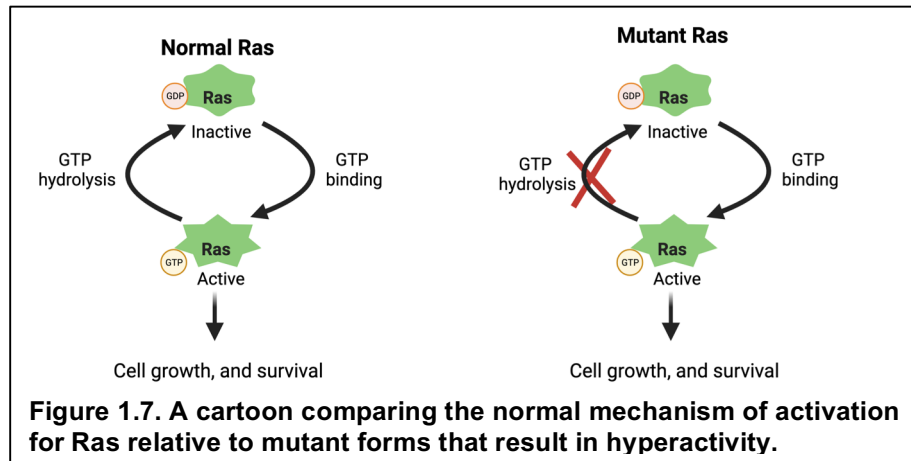 Normal Ras
GDP
Ras
Inactive
GTP
hydrolysis
GTP
binding
Ras
GTP
Active
Cell growth, and survival
Mutant Ras
GDP
Ras
Inactive
GTP
hydrolysis
GTP
binding
Ras
GTP
Active
Cell growth, and survival
Figure 1.7. A cartoon comparing the normal mechanism of activation
for Ras relative to mutant forms that result in hyperactivity.